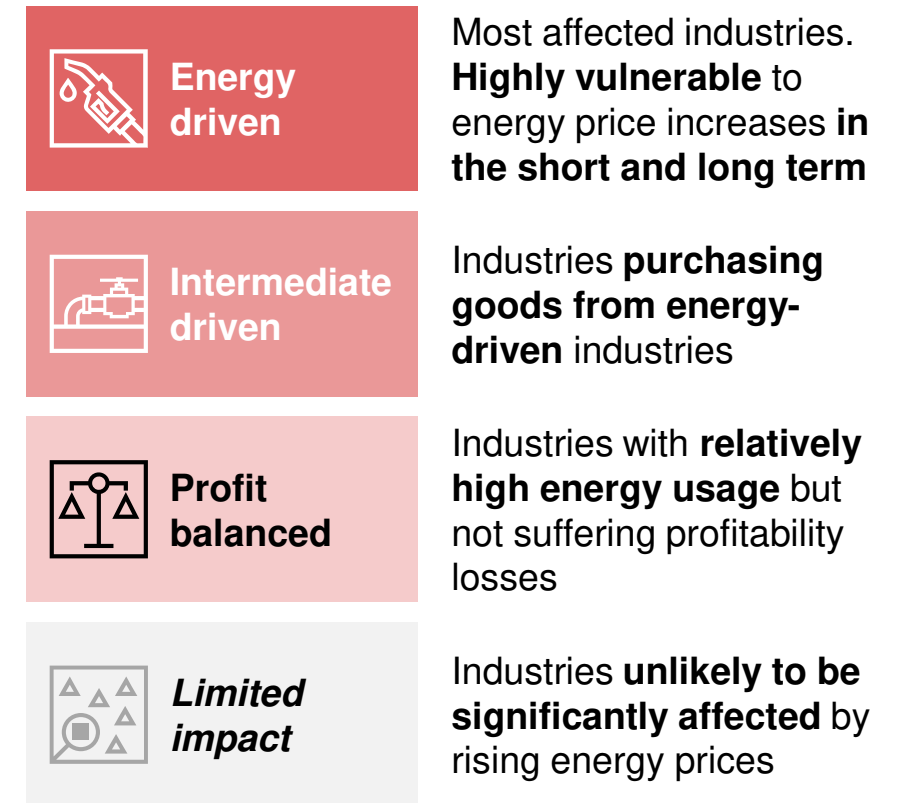 Energy
driven
Most affected industries.
Highly vulnerable to
energy price increases in
the short and long term
Intermediate
driven
Industries purchasing
goods from energy-
driven industries
Profit
balanced
Industries with relatively
high energy usage but
not suffering profitability
losses
Limited
impact
Industries unlikely to be
significantly affected by
rising energy prices